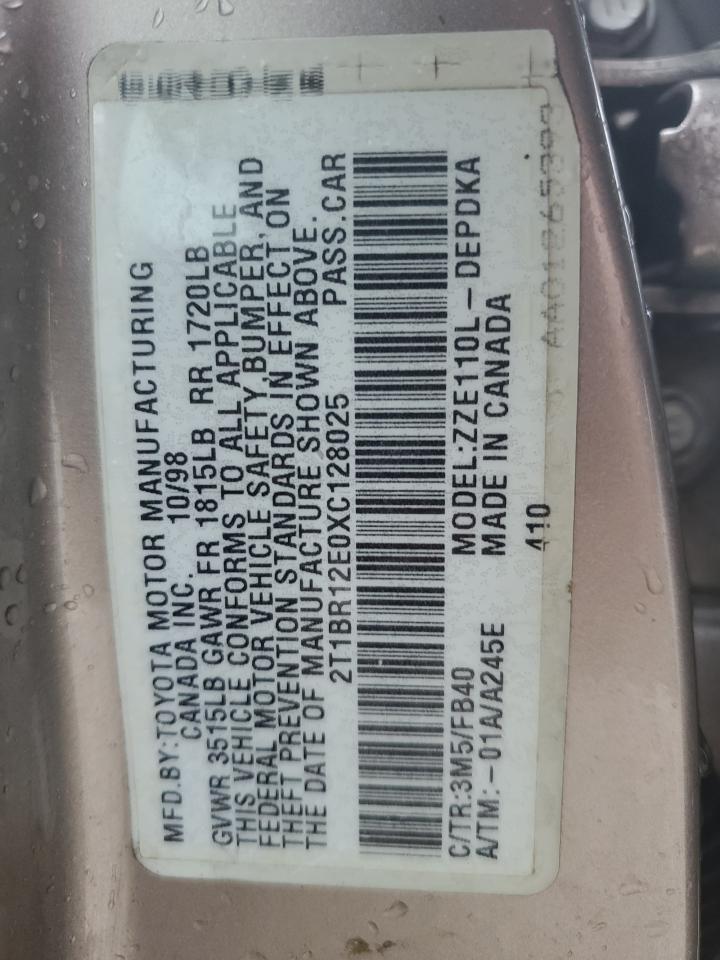 MFD.BY:TOYOTA MOTOR MANUFACTURING
CANADA INC. 10/98
GVWR 3515LB GAWR FR 1815LB RR 1720LB
THIS VEHICLE CONFORMS TO ALL APPLICABLE
FEDERAL MOTOR VEHICLE SAFETY BUMPER, AND
THEFT PREVENTION STANDARDS IN EFFECT ON
THE DATE OF MANUFACTURE SHOWN ABOVE.
2T1BR12E0XC128025 PASS.CAR
C/TR:3M5/FB40 MODEL:ZZE110L-DEPDKA
A/TM:-01A/A245E MADE IN CANADA
410